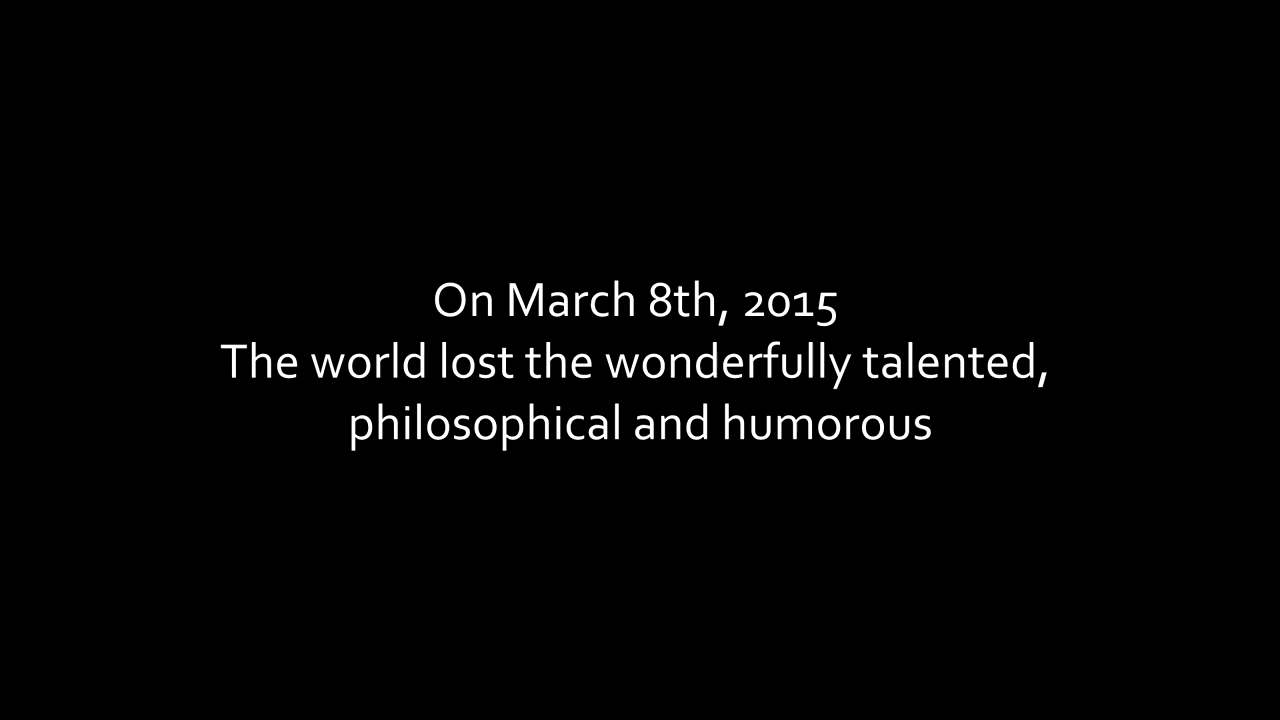 On March 8th, 2015
The world lost the wonderfully talented,
philosophical and humorous